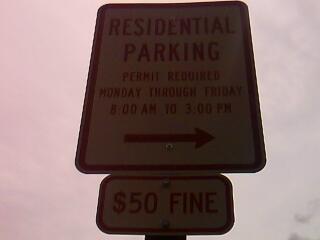 RESIDENTIAL
PARKING
PERMIT REQUIRED
MONDAY THROUGH FRIDAY
8:00 AM TO 3:00 PM
$50 FINE